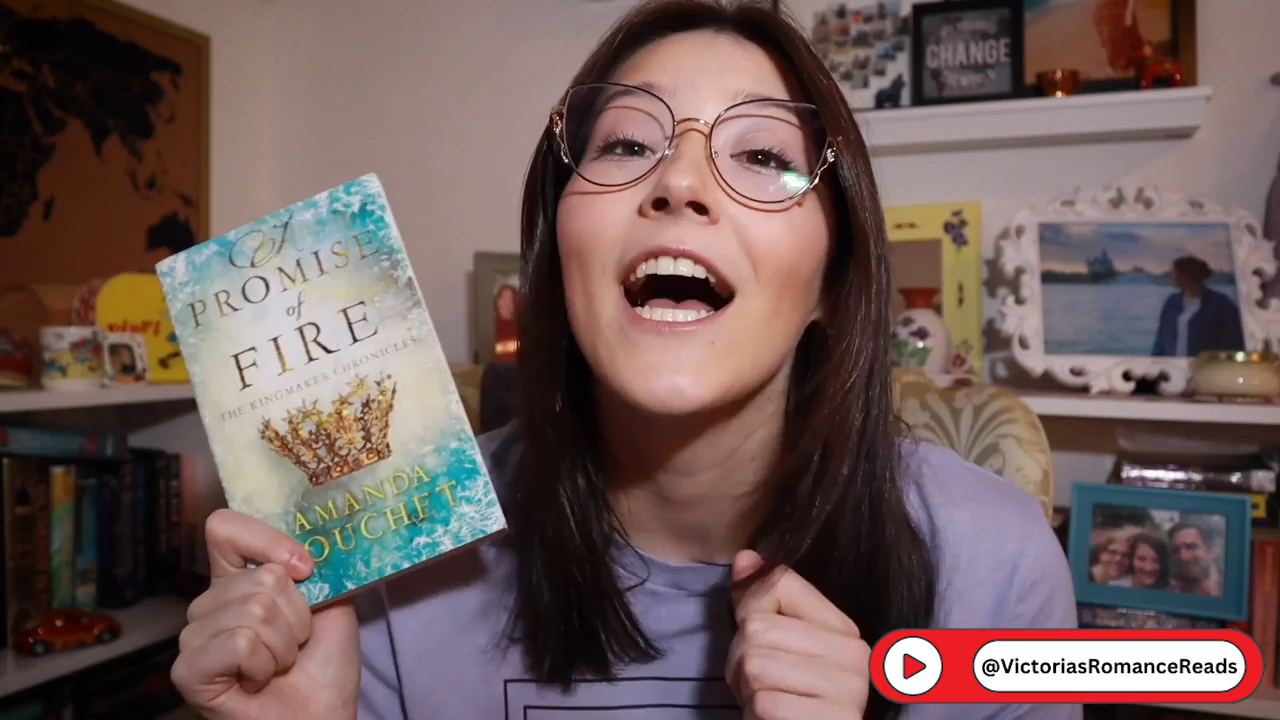 CHANGE
A
PROMISE
of
FIRE
THE KINGMAKER CHRONICLES
AMANDA
BOUCHET
@VictoriasRomanceReads